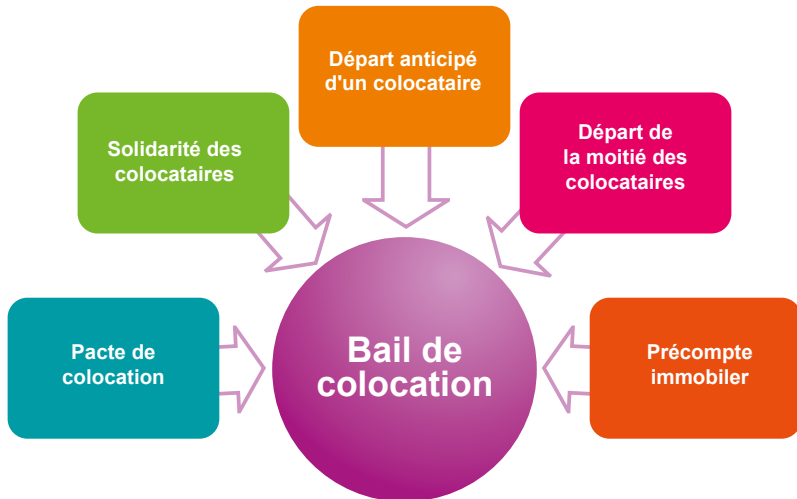 Départ anticipé
d'un colocataire
Solidarité des
colocataires
Départ de
la moitié des
colocataires
Pacte de
colocation
Bail de
colocation
Précompte
immobiler